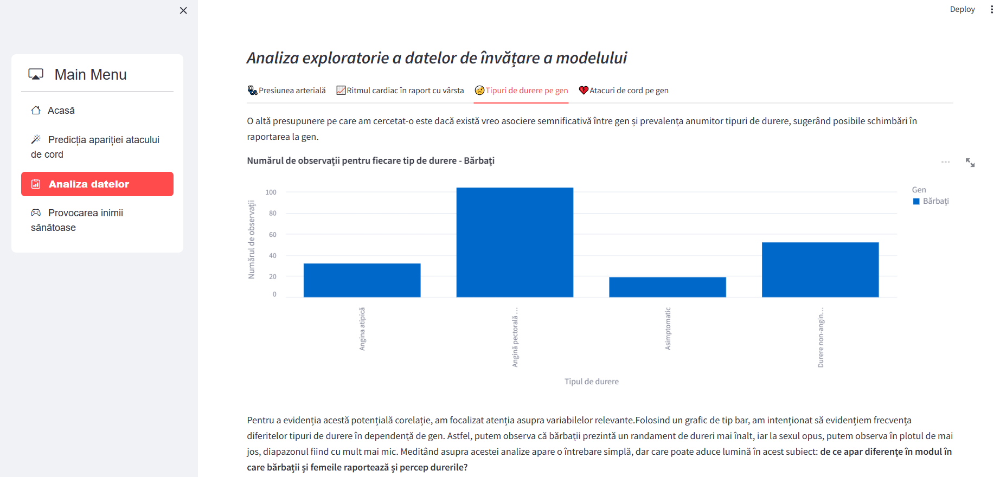 Deploy
Main Menu
Acasă
Predicția apariției atacului
de cord
Analiza datelor
Provocarea inimii
sănătoase
Analiza exploratorie a datelor de învățare a modelului
Presiunea arterială
Ritmul cardiac în raport cu vârsta
Tipuri de durere pe gen
Atacuri de cord pe gen
O altă presupunere pe care am cercetat-o este dacă există vreo asociere semnificativă între gen și prevalența anumitor tipuri de durere, sugerând posibile schimbări în
raportarea la gen.
Numărul de observații pentru fiecare tip de durere - Bărbați
Numărul de observații
100
80
60
40
20
0
Gen
Bărbați
Angina atipică
Angină pectorală ...
Asimptomatic
Durere non-angin...
Tipul de durere
Pentru a evidenția acestă potențială corelație, am focalizat atenția asupra variabilelor relevante.Folosind un grafic de tip bar, am intenționat să evidențiem frecvența
diferitelor tipuri de durere în dependență de gen. Astfel, putem observa că bărbații prezintă un randament de dureri mai înalt, iar la sexul opus, putem observa în plotul de mai
jos, diapazonul fiind cu mult mai mic. Meditând asupra acestei analize apare o întrebare simplă, dar care poate aduce lumină în acest subiect: de ce apar diferențe în modul în
care bărbații și femeile raportează și percep durerile?